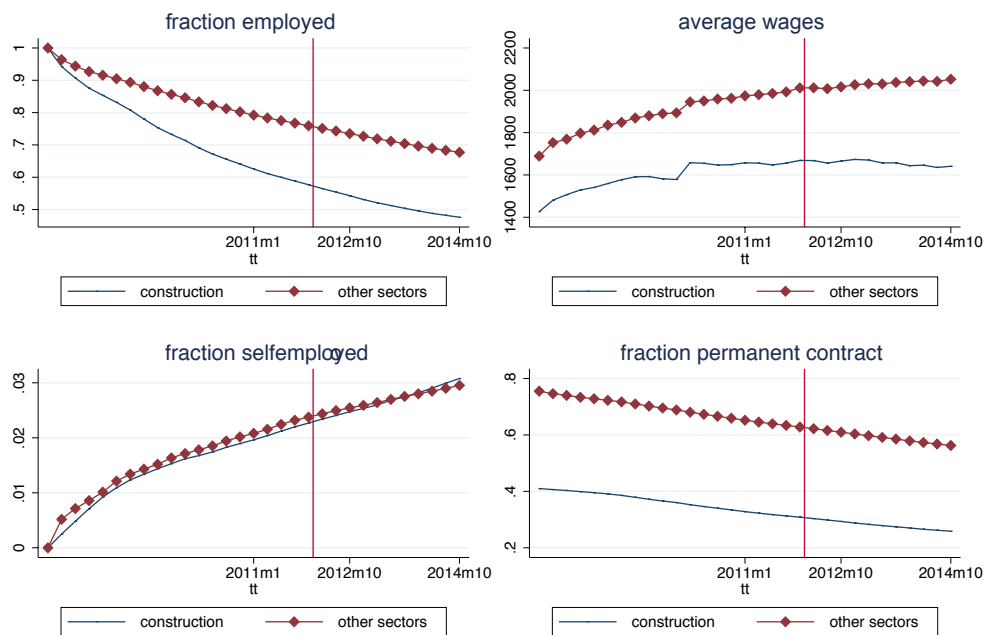 fraction employed
1
.9
.8
.7
.6
.5
2011m1 2012m10 2014m10
tt
construction other sectors
average wages
2200
2000
1800
1600
1400
2011m1 2012m10 2014m10
tt
construction other sectors
fraction selfemployed
.03
.02
.01
0
2011m1 2012m10 2014m10
tt
construction other sectors
fraction permanent contract
.8
.6
.4
.2
2011m1 2012m10 2014m10
tt
construction other sectors